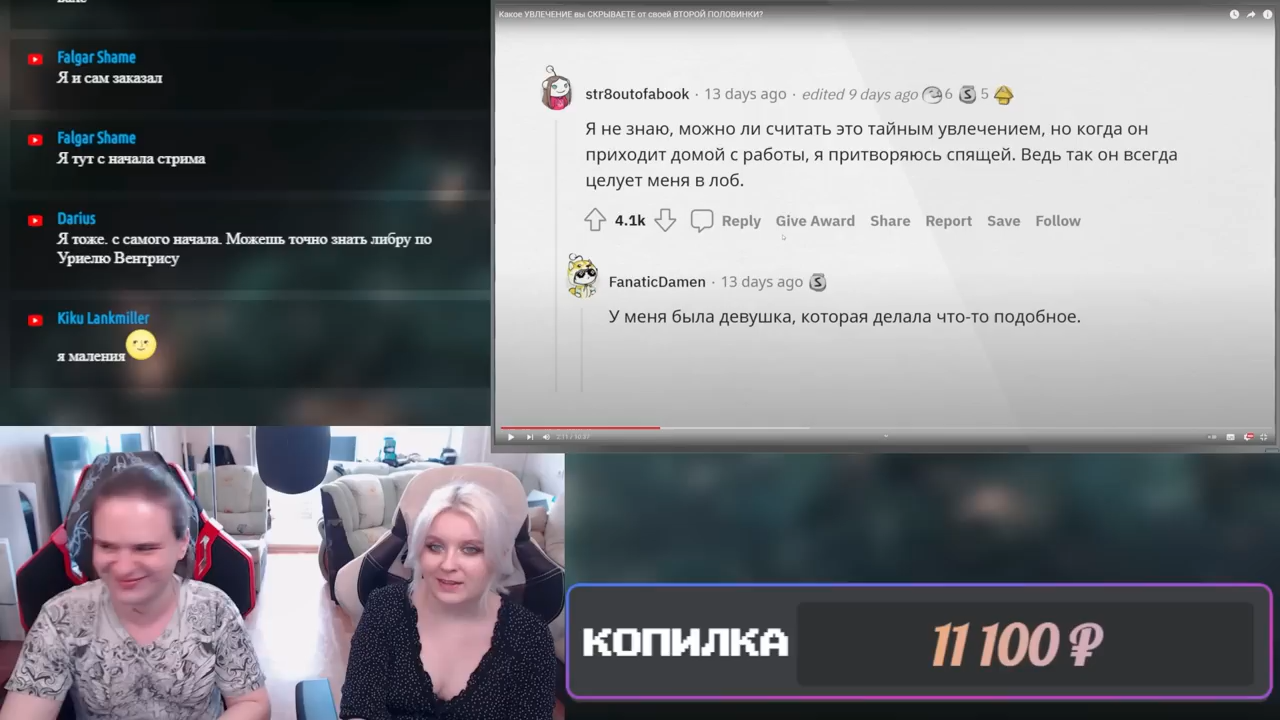 Falgar Shame
Я и сам заказал
Falgar Shame
Я тут с начала стрима
Darius
Я тоже. с самого начала. Можешь точно знать либру по
Уриелю Вентрису
Kiku Lankmiller
я маления
Какое УВЛЕЧЕНИЕ вы СКРЫВАЕТЕ от своей ВТОРОЙ ПОЛОВИНКИ?
str8outofabook · 13 days ago · edited 9 days ago 6 5
Я не знаю, можно ли считать это тайным увлечением, но когда он
приходит домой с работы, я притворяюсь спящей. Ведь так он всегда
целует меня в лоб.
4.1k Reply Give Award Share Report Save Follow
FanaticDamen · 13 days ago
У меня была девушка, которая делала что-то подобное.
КОПИЛКА
11 100 ₽